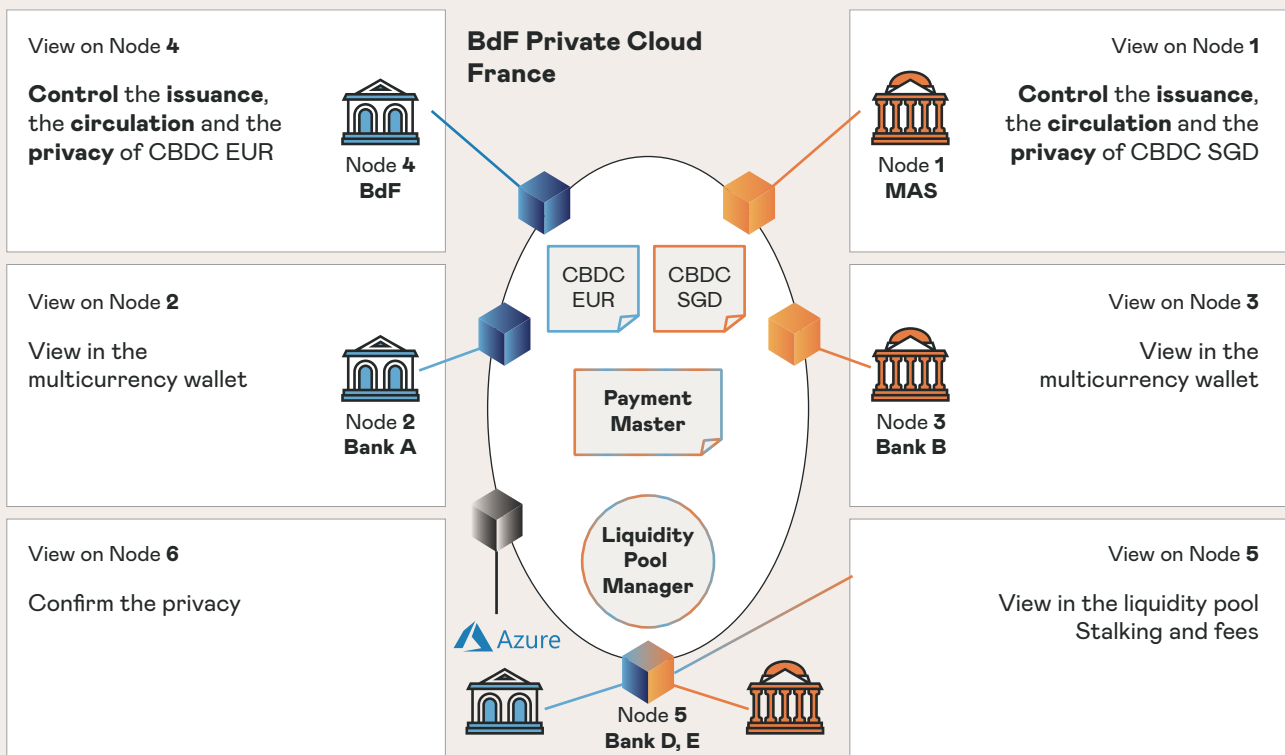 BdF Private Cloud
France
View on Node 4
Control the issuance,
the circulation and the
privacy of CBDC EUR
Node 4
BdF
View on Node 1
Control the issuance,
the circulation and the
privacy of CBDC SGD
Node 1
MAS
CBDC
EUR
CBDC
SGD
View on Node 2
View in the
multicurrency wallet
Node 2
Bank A
Payment
Master
View on Node 3
View in the
multicurrency wallet
Node 3
Bank B
View on Node 6
Confirm the privacy
Azure
Liquidity
Pool
Manager
View on Node 5
View in the liquidity pool
Stalking and fees
Node 5
Bank D, E